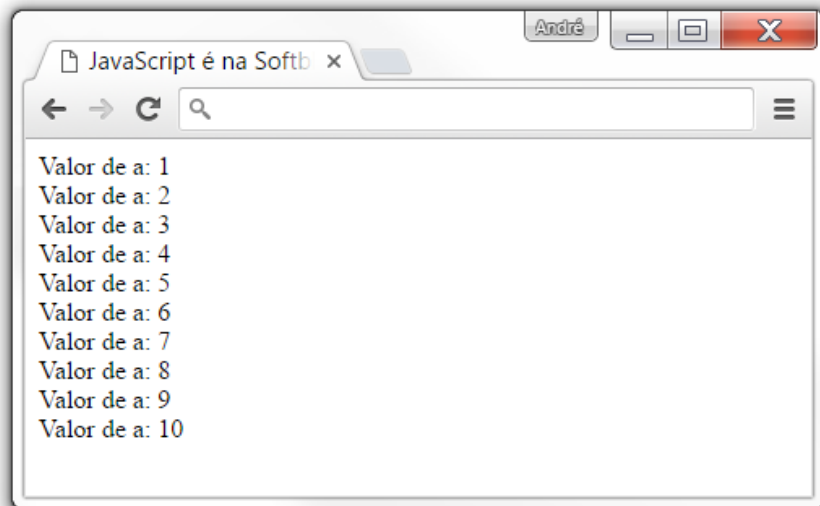 André
JavaScript é na Softb
Valor de a: 1
Valor de a: 2
Valor de a: 3
Valor de a: 4
Valor de a: 5
Valor de a: 6
Valor de a: 7
Valor de a: 8
Valor de a: 9
Valor de a: 10